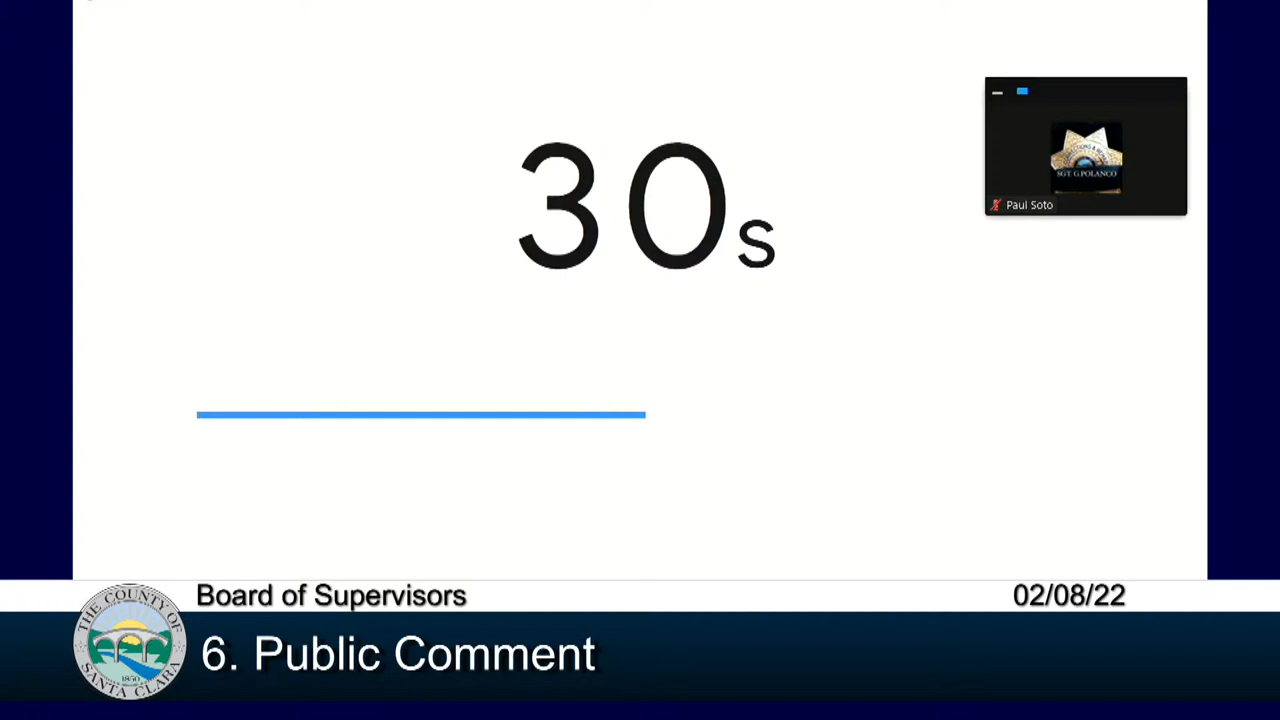 30s
SGT. G.POLANCO
Paul Soto
Board of Supervisors
02/08/22
6. Public Comment
THE COUNTY OF
SANTA CLARA
1850